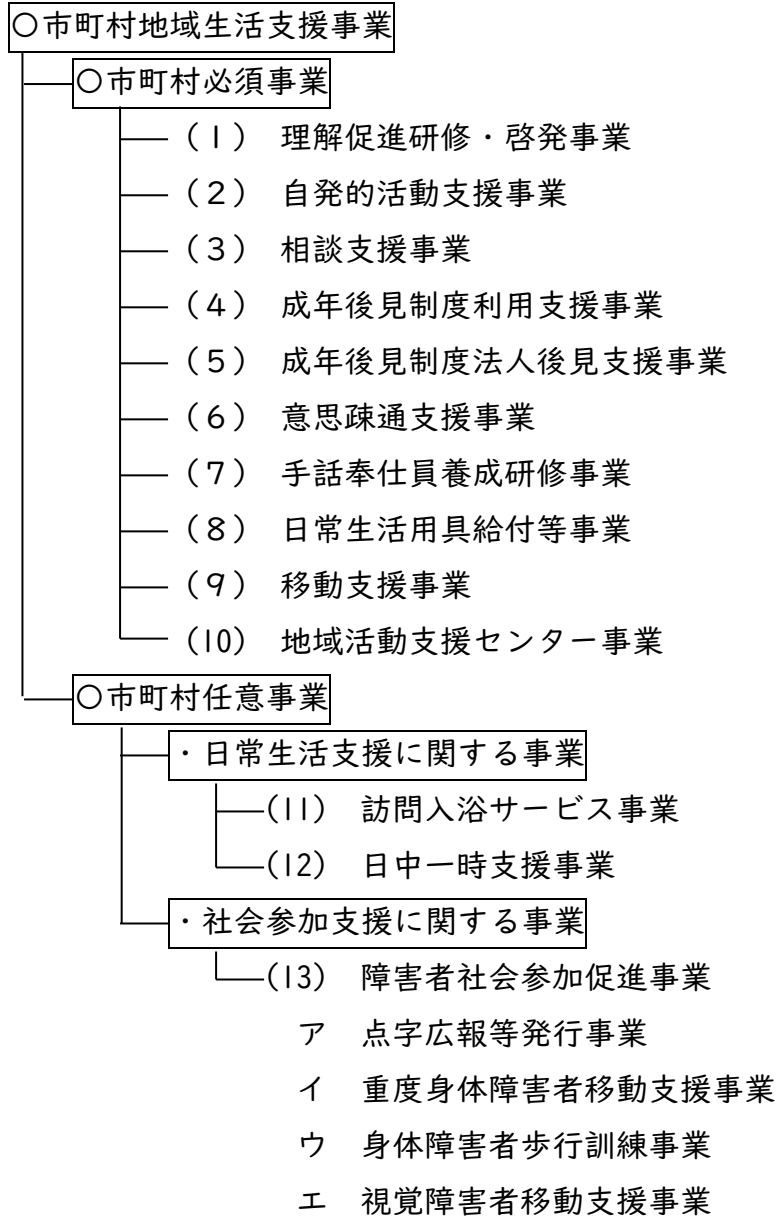 〇市町村地域生活支援事業
〇市町村必須事業
(1) 理解促進研修・啓発事業
(2) 自発的活動支援事業
(3) 相談支援事業
(4) 成年後見制度利用支援事業
(5) 成年後見制度法人後見支援事業
(6) 意思疎通支援事業
(7) 手話奉仕員養成研修事業
(8) 日常生活用具給付等事業
(9) 移動支援事業
(10) 地域活動支援センター事業
〇市町村任意事業
・日常生活支援に関する事業
(11) 訪問入浴サービス事業
(12) 日中一時支援事業
・社会参加支援に関する事業
(13) 障害者社会参加促進事業
ア 点字広報等発行事業
イ 重度身体障害者移動支援事業
ウ 身体障害者歩行訓練事業
エ 視覚障害者移動支援事業